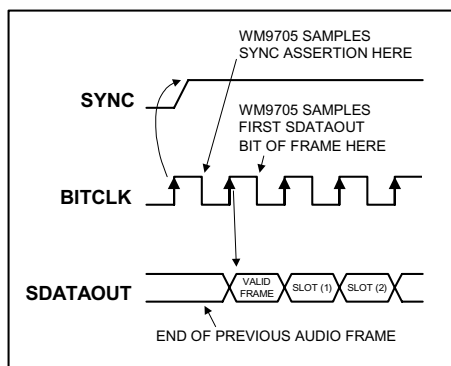 WM9705 SAMPLES
SYNC ASSERTION HERE
SYNC
WM9705 SAMPLES
FIRST SDATAOUT
BIT OF FRAME HERE
BITCLK
SDATAOUT
VALID
FRAME
SLOT (1)
SLOT (2)
END OF PREVIOUS AUDIO FRAME